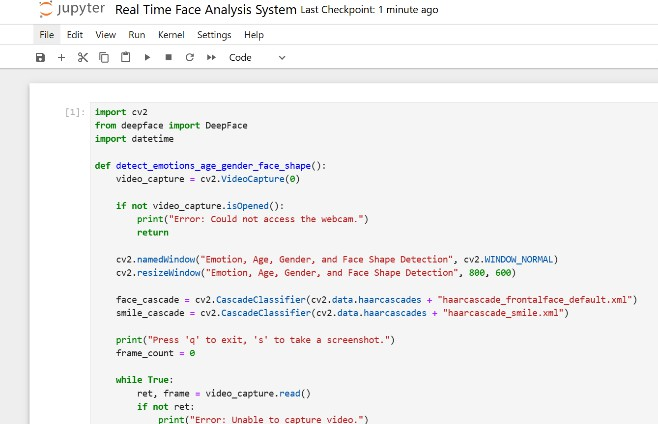 jupyter Real Time Face Analysis System Last Checkpoint: 1 minute ago
File Edit View Run Kernel Settings Help
Code
[1]: import cv2
from deepface import DeepFace
import datetime
def detect_emotions_age_gender_face_shape():
video_capture = cv2.VideoCapture(0)
if not video_capture.isOpened():
print("Error: Could not access the webcam.")
return
cv2.namedWindow("Emotion, Age, Gender, and Face Shape Detection", cv2.WINDOW_NORMAL)
cv2.resizeWindow("Emotion, Age, Gender, and Face Shape Detection", 800, 600)
face_cascade = cv2.CascadeClassifier(cv2.data.haarcascades + "haarcascade_frontalface_default.xml")
smile_cascade = cv2.CascadeClassifier(cv2.data.haarcascades + "haarcascade_smile.xml")
print("Press 'q' to exit, 's' to take a screenshot.")
frame_count = 0
while True:
ret, frame = video_capture.read()
if not ret:
print("Error: Unable to capture video.")